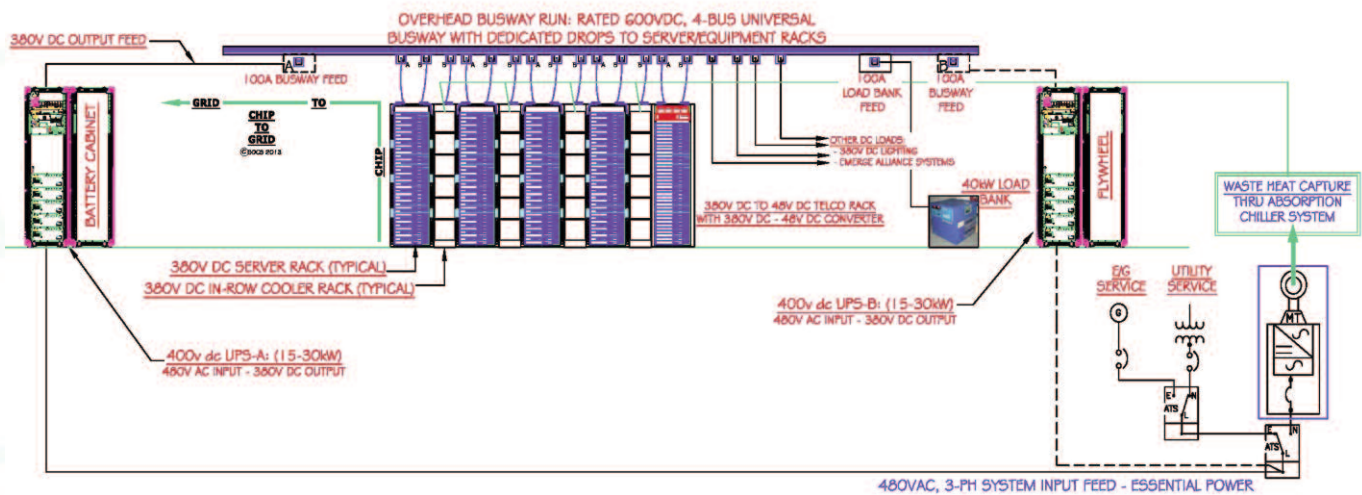 OVERHEAD BUSWAY RUN: RATED 600VDC, 4-BUS UNIVERSAL
BUSWAY WITH DEDICATED DROPS TO SERVER/EQUIPMENT RACKS
380V DC OUTPUT FEED
A
100A BUSWAY FEED
A B A B A B A B A B
100A
LOAD BANK
FEED
B
100A
BUSWAY
FEED
BATTERY CABINET
GRID TO
CHIP
TO
GRID
©DOCS 2013
CHIP
OTHER DC LOADS:
- 380V DC LIGHTING
- EMERGE ALLIANCE SYSTEMS
380V DC TO 48V DC TELCO RACK
WITH 380V DC - 48V DC CONVERTER
40kW LOAD
BANK
FLYWHEEL
WASTE HEAT CAPTURE
THRU ABSORPTION
CHILLER SYSTEM
380V DC SERVER RACK (TYPICAL)
380V DC IN-ROW COOLER RACK (TYPICAL)
E/G
SERVICE
UTILITY
SERVICE
G
MT
400v dc UPS-B: (15-30kW)
480V AC INPUT - 380V DC OUTPUT
400v dc UPS-A: (15-30kW)
480V AC INPUT - 380V DC OUTPUT
E N
ATS
L
E N
ATS
L
480VAC, 3-PH SYSTEM INPUT FEED - ESSENTIAL POWER